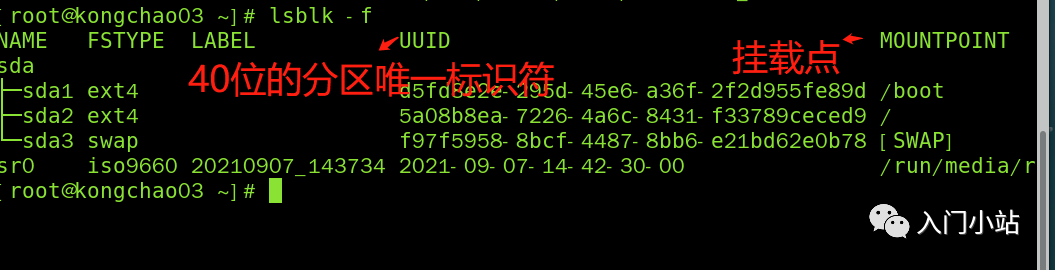 [root@kongchao03 ~]# lsblk -f
NAME FSTYPE LABEL UUID MOUNTPOINT
sda
├─sda1 ext4 d5fd8e2e-295d-45e6-a36f-2f2d955fe89d /boot
├─sda2 ext4 5a08b8ea-7226-4a6c-8431-f33789ceced9 /
└─sda3 swap f97f5958-8bcf-4487-8bb6-e21bd62e0b78 [SWAP]
sr0 iso9660 20210907_143734 2021-09-07-14-42-30-00 /run/media/r
[root@kongchao03 ~]#
40位的分区唯一标识符
挂载点
入门小站